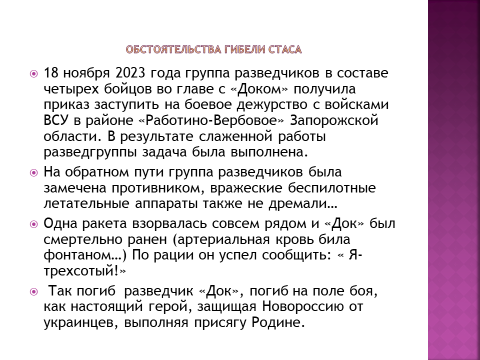 ОБСТОЯТЕЛЬСТВА ГИБЕЛИ СТАСА
18 ноября 2023 года группа разведчиков в составе
четырех бойцов во главе с «Доком» получила
приказ заступить на боевое дежурство с войсками
ВСУ в районе «Работино-Вербовое» Запорожской
области. В результате слаженной работы
разведгруппы задача была выполнена.
На обратном пути группа разведчиков была
замечена противником, вражеские беспилотные
летательные аппараты также не дремали…
Одна ракета взорвалась совсем рядом и «Док» был
смертельно ранен (артериальная кровь била
фонтаном…) По рации он успел сообщить: « Я-
трехсотый!»
Так погиб разведчик «Док», погиб на поле боя,
как настоящий герой, защищая Новороссию от
украинцев, выполняя присягу Родине.